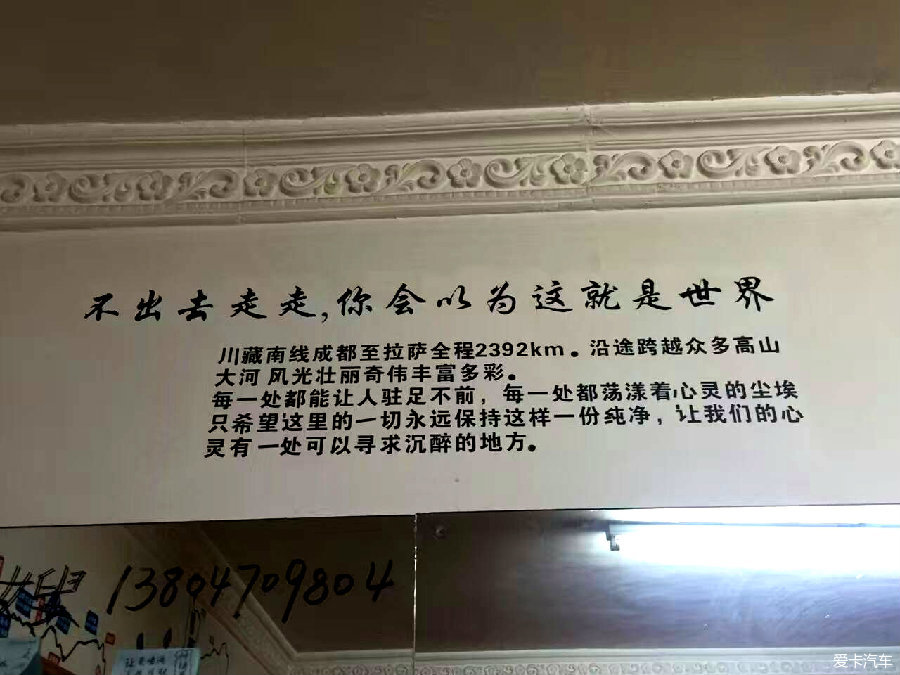 不出去走走,你会以为这就是世界
川藏南线成都至拉萨全程2392km。沿途跨越众多高山
大河 风光壮丽奇伟丰富多彩。
每一处都能让人驻足不前，每一处都荡漾着心灵的尘埃
只希望这里的一切永远保持这样一份纯净，让我们的心
灵有一处可以寻求沉醉的地方。
13804709804
爱卡汽车